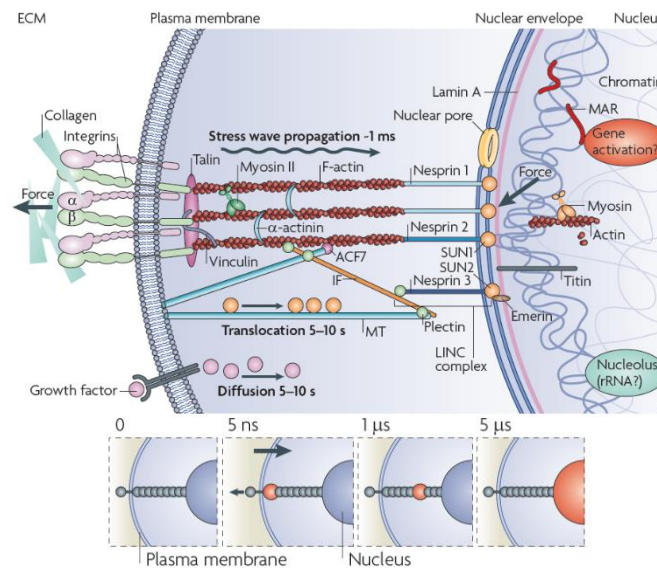 ECM
Plasma membrane
Nuclear envelope
Nucleus
Lamin A
Chromatin
Collagen
Nuclear pore
MAR
Integrins
Stress wave propagation ~1 ms
Gene
activation?
Talin
Myosin II
F-actin
Nesprin 1
Force
Force
α
β
Myosin
Nesprin 2
α-actinin
Actin
Vinculin
ACF7
SUN1
SUN2
IF
Nesprin 3
Titin
Emerin
Translocation 5–10 s
MT
Plectin
LINC
complex
Nucleolus
(rRNA?)
Growth factor
Diffusion 5–10 s
0
5 ns
1 µs
5 µs
Plasma membrane
Nucleus